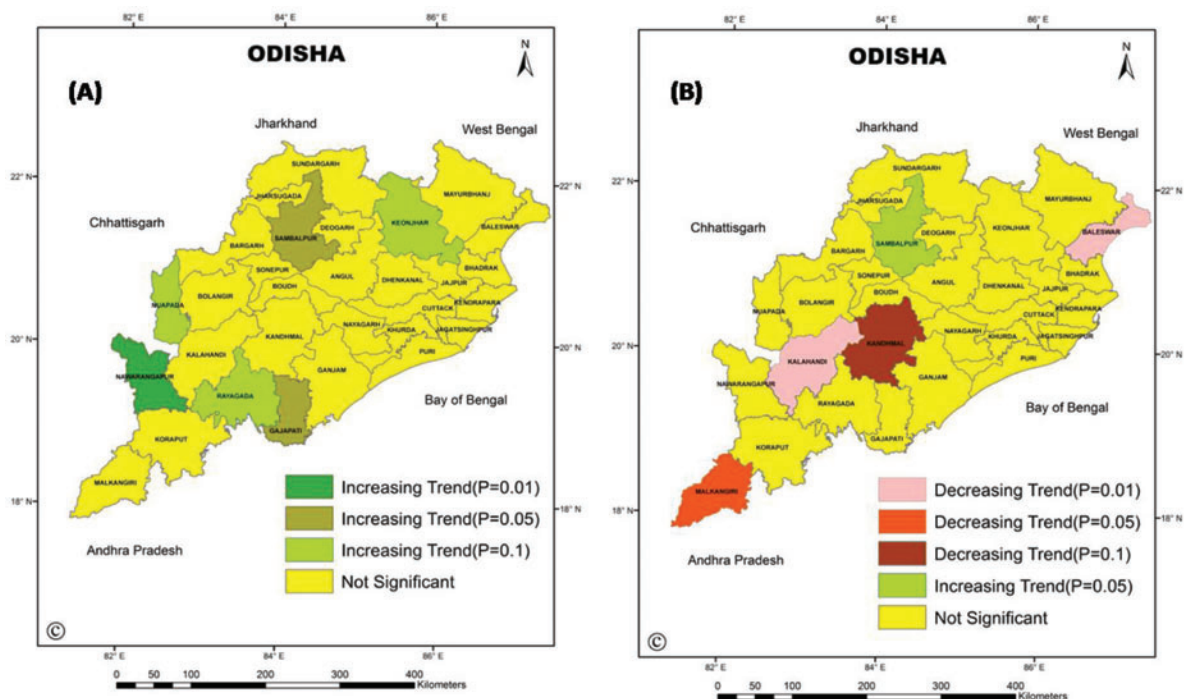 82° E 84° E 86° E
ODISHA
N
(A)
Jharkhand
West Bengal
22° N
22° N
SUNDARGARH
JHARSUGADA
MAYURBHANJ
Chhattisgarh
KEONJHAR
SAMBALPUR
DEOGARH
BALESWAR
BARGARH
SONEPUR
ANGUL
DHENKANAL
BHADRAK
JAJPUR
MUAPADA
BOLANGIR
BOUDH
CUTTACK
KENDRAPARA
20° N
20° N
NAYAGARH
KHURDA
JAGATSINGHPUR
KANDHMAL
PURI
KALAHANDI
NAWARANGAPUR
GANJAM
RAYAGADA
Bay of Bengal
GAJAPATI
KORAPUT
MALKANGIRI
18° N
18° N
Increasing Trend(P=0.01)
Increasing Trend(P=0.05)
Increasing Trend(P=0.1)
Not Significant
Andhra Pradesh
©
82° E 84° E 86° E
0 50 100 200 300 400
Kilometers
82° E 84° E 86° E
ODISHA
N
(B)
Jharkhand
West Bengal
22° N
22° N
SUNDARGARH
JHARSUGADA
MAYURBHANJ
Chhattisgarh
KEONJHAR
SAMBALPUR
DEOGARH
BALESWAR
BARGARH
SONEPUR
ANGUL
DHENKANAL
BHADRAK
JAJPUR
MUAPADA
BOLANGIR
BOUDH
CUTTACK
KENDRAPARA
20° N
20° N
NAYAGARH
KHURDA
JAGATSINGHPUR
KANDHMAL
PURI
KALAHANDI
NAWARANGAPUR
GANJAM
RAYAGADA
Bay of Bengal
GAJAPATI
KORAPUT
MALKANGIRI
18° N
18° N
Decreasing Trend(P=0.01)
Decreasing Trend(P=0.05)
Decreasing Trend(P=0.1)
Increasing Trend(P=0.05)
Not Significant
Andhra Pradesh
©
82° E 84° E 86° E
0 50 100 200 300 400
Kilometers